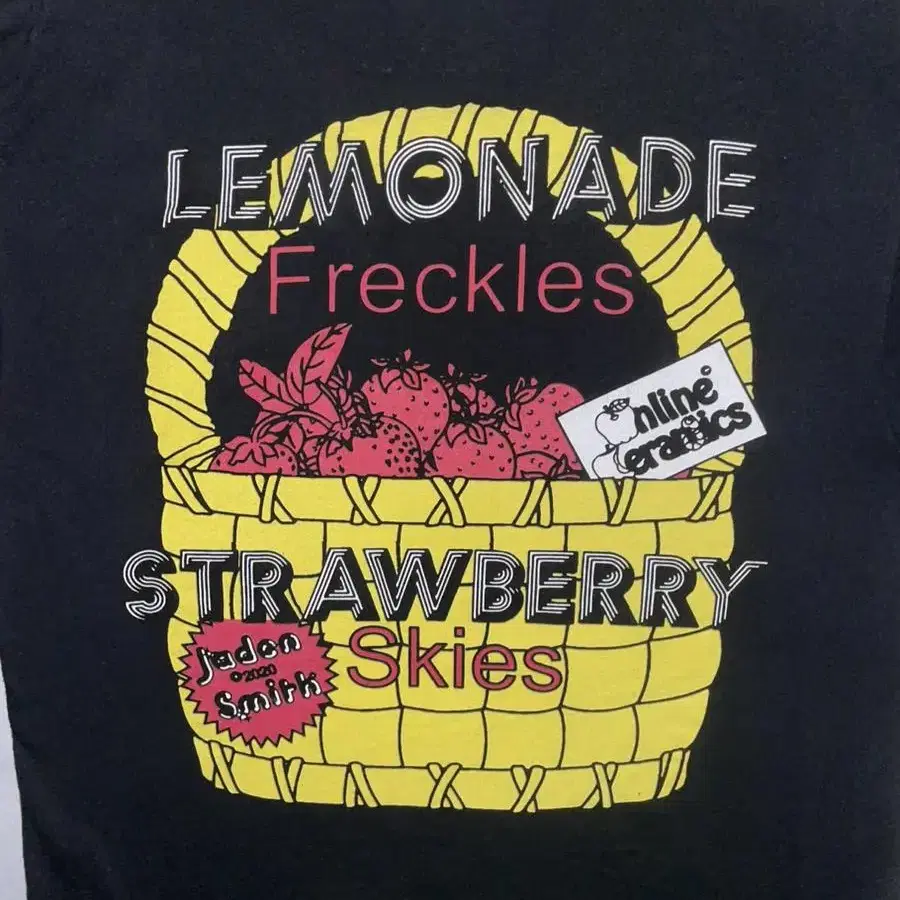 LEMONADE
Freckles
Online
Ceramics
STRAWBERRY
Skies
Jaden
©2020
Smith